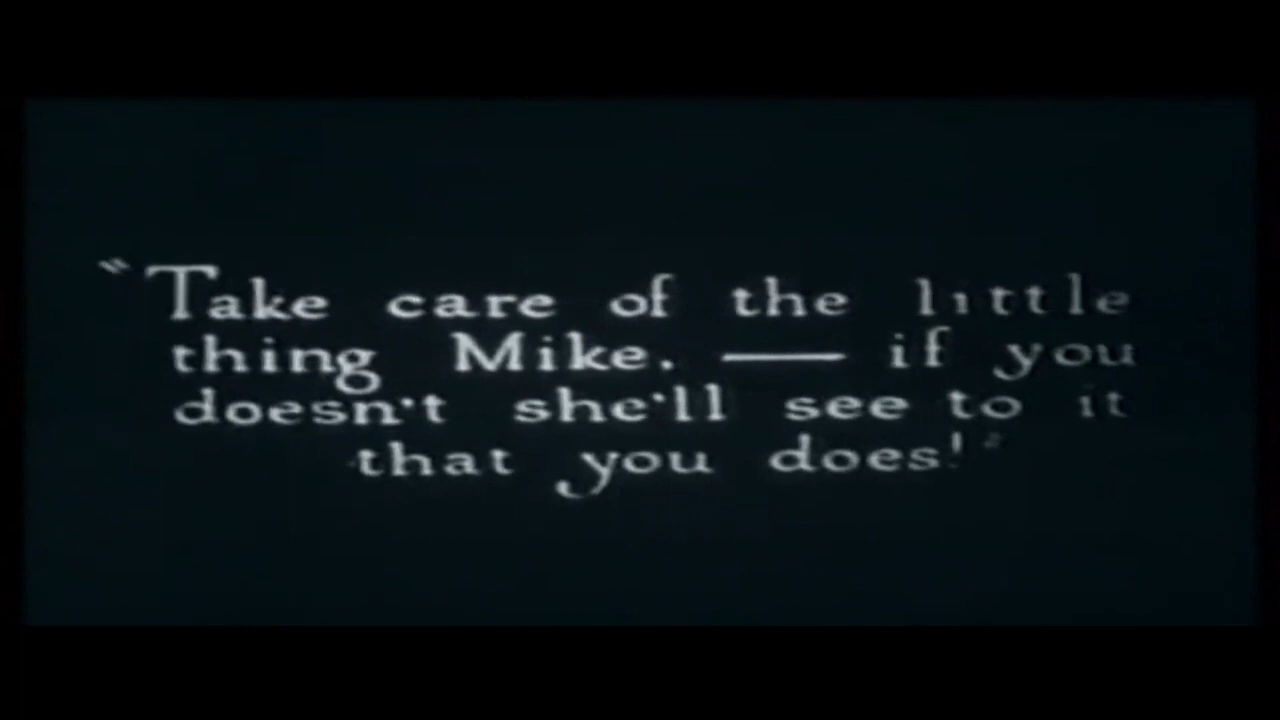 "Take care of the little
thing Mike. — if you
doesn't she'll see to it
that you does!"